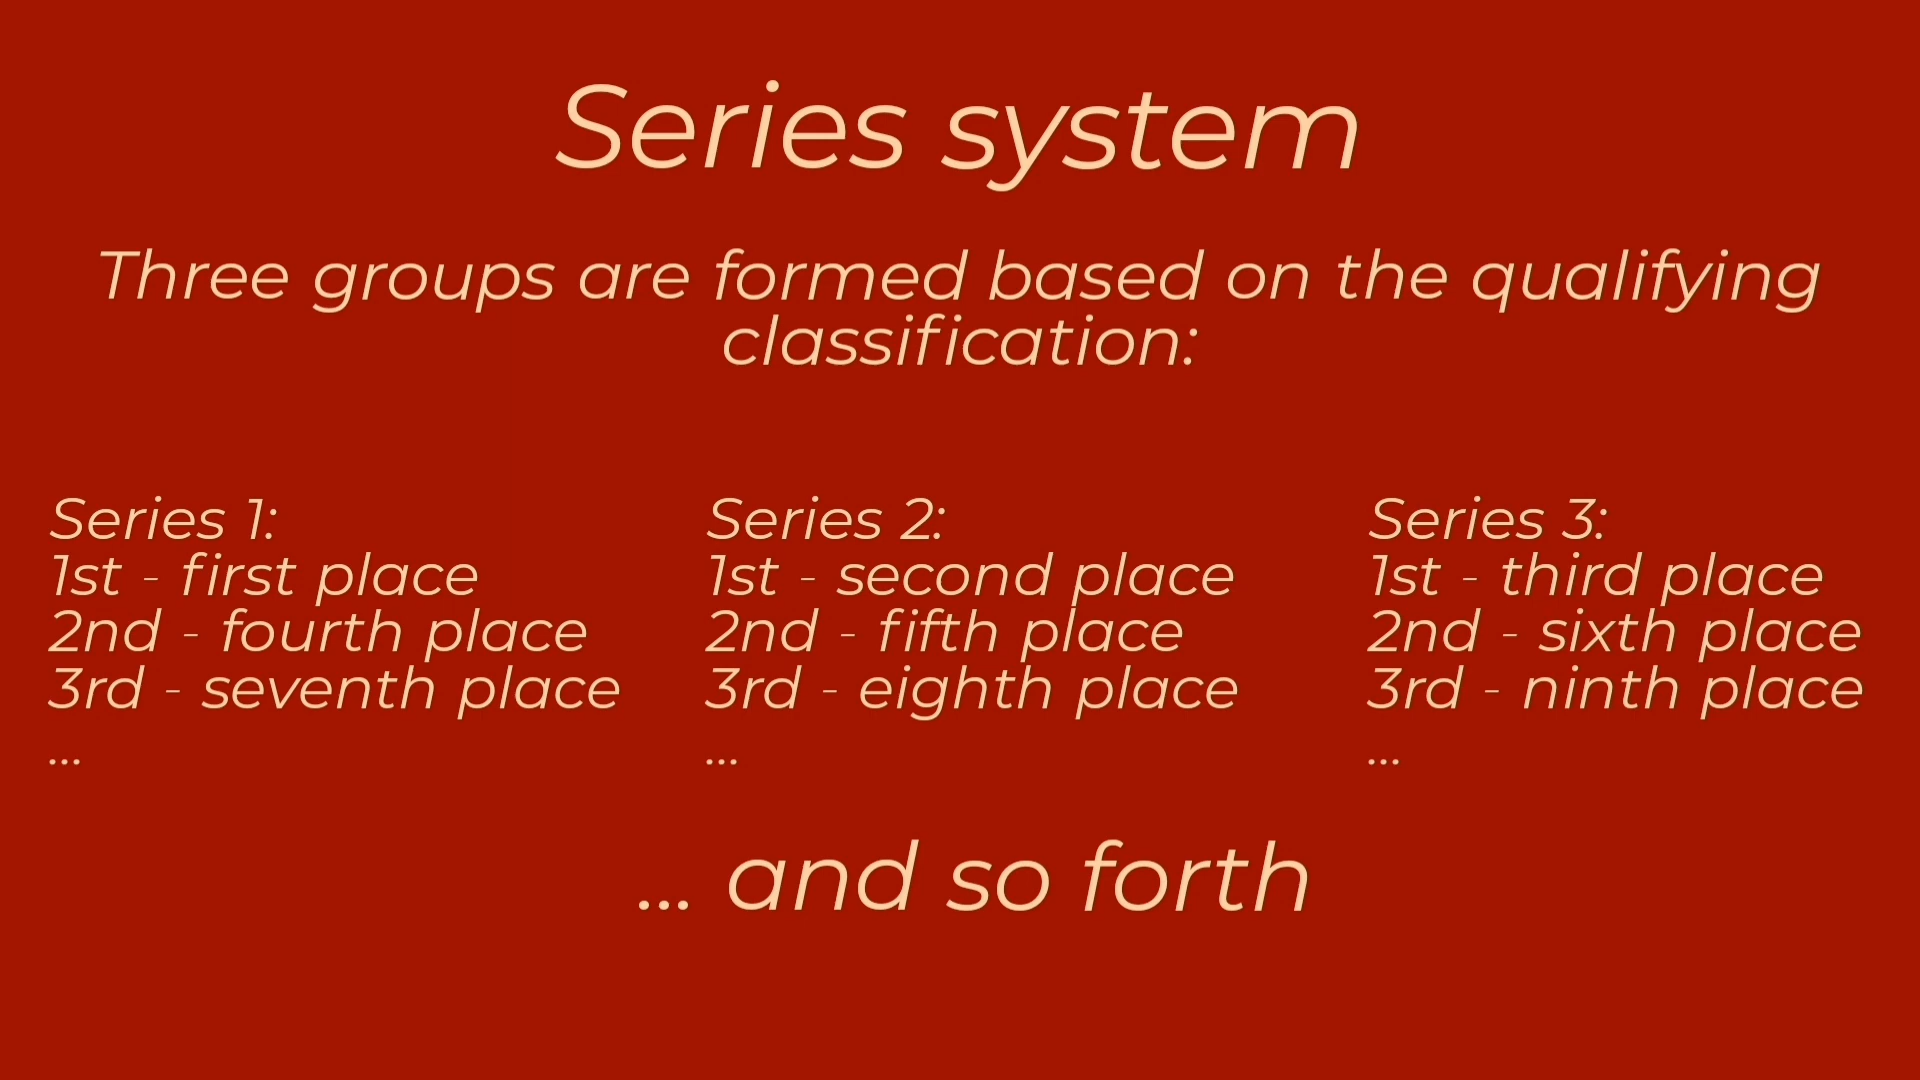 Series system
Three groups are formed based on the qualifying
classification:
Series 1:
1st - first place
2nd - fourth place
3rd - seventh place
...
Series 2:
1st - second place
2nd - fifth place
3rd - eighth place
...
Series 3:
1st - third place
2nd - sixth place
3rd - ninth place
...
... and so forth